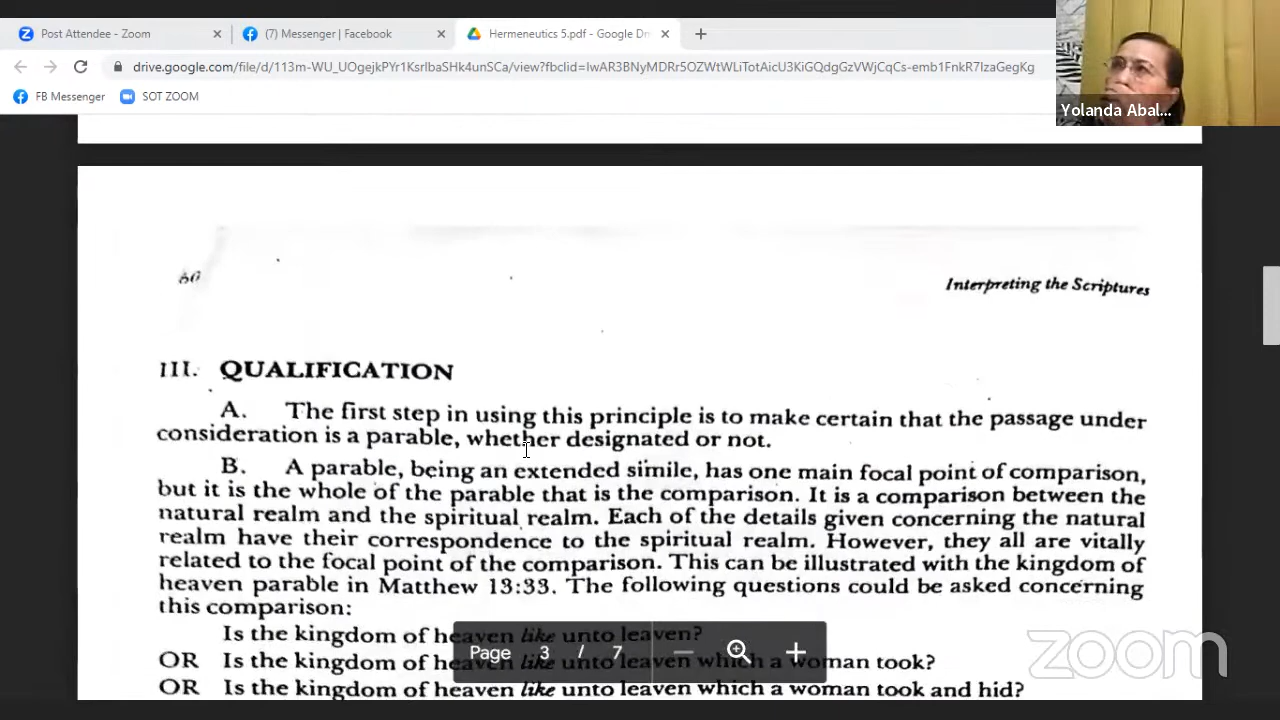 Post Attendee - Zoom
(7) Messenger | Facebook
Hermeneutics 5.pdf - Google Dri
drive.google.com/file/d/113m-WU_UOgeqPYr1KsrIbaSHk4unSCa/view?fbclid=IwAR3BNyMDRr5OZWtWLiTotAicU3KiGQdgGzVWjCqCs-emb1FnkR7IzaGegKg
FB Messenger
SOT ZOOM
Yolanda Abal...
60
Interpreting the Scriptures
III. QUALIFICATION
A. The first step in using this principle is to make certain that the passage under
consideration is a parable, whether designated or not.
B. A parable, being an extended simile, has one main focal point of comparison,
but it is the whole of the parable that is the comparison. It is a comparison between the
natural realm and the spiritual realm. Each of the details given concerning the natural
realm have their correspondence to the spiritual realm. However, they all are vitally
related to the focal point of the comparison. This can be illustrated with the kingdom of
heaven parable in Matthew 13:33. The following questions could be asked concerning
this comparison:
Is the kingdom of heaven like unto leaven?
OR Is the kingdom of heaven like unto leaven which a woman took?
OR Is the kingdom of heaven like unto leaven which a woman took and hid?
Page 3 / 7
zoom